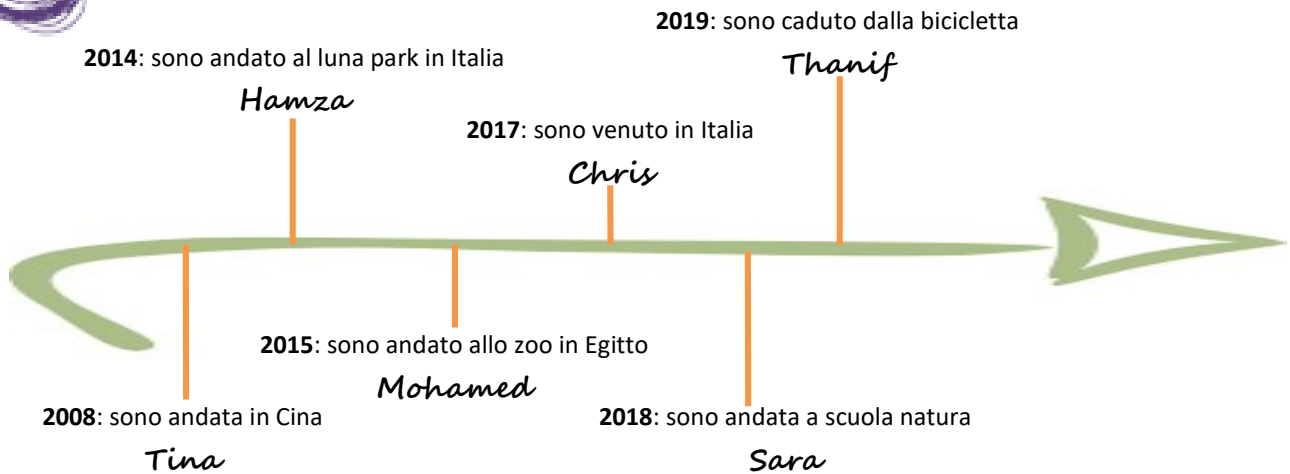 2019: sono caduto dalla bicicletta
Thanif
2014: sono andato al luna park in Italia
Hamza
2017: sono venuto in Italia
Chris
2015: sono andato allo zoo in Egitto
Mohamed
2008: sono andata in Cina
Tina
2018: sono andata a scuola natura
Sara